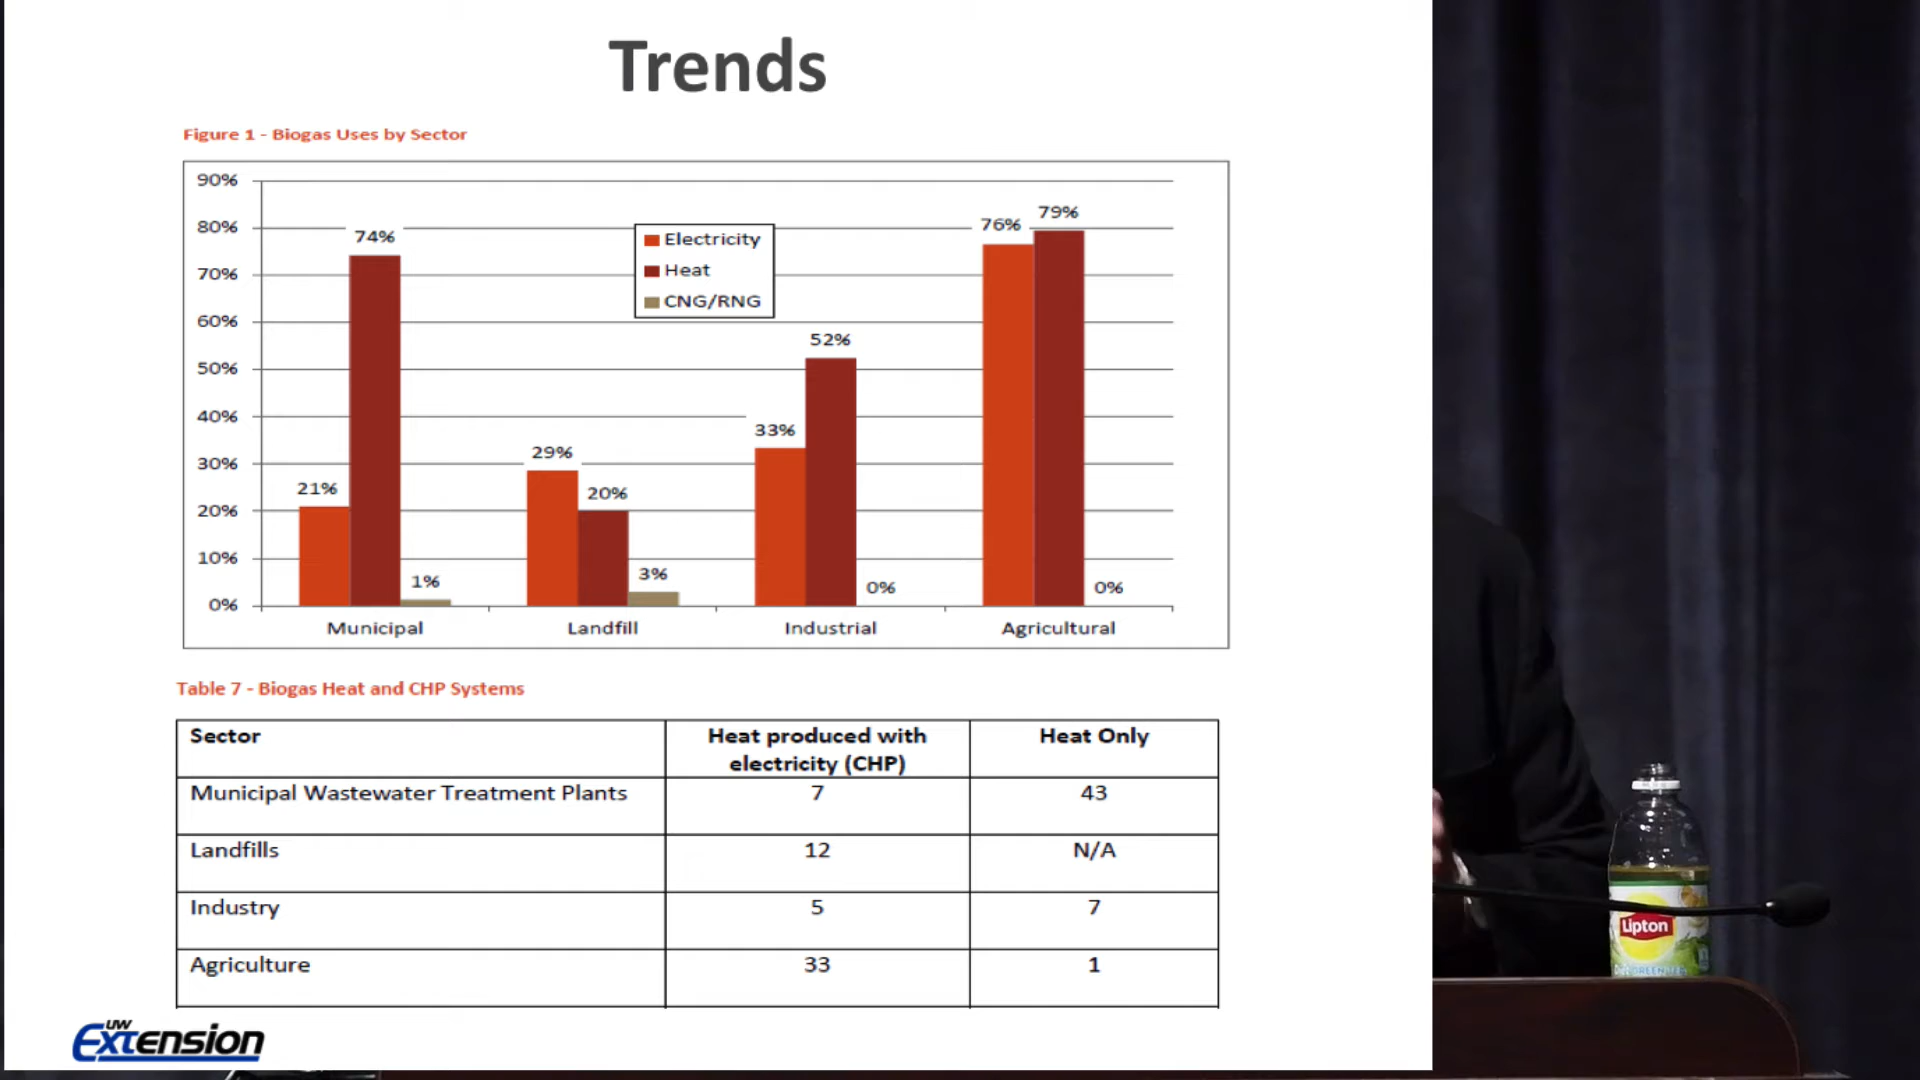 Trends
Figure 1 - Biogas Uses by Sector
90%
80%
70%
60%
50%
40%
30%
20%
10%
0%
Electricity
Heat
CNG/RNG
21%
74%
1%
29%
20%
3%
33%
52%
0%
76%
79%
0%
Municipal
Landfill
Industrial
Agricultural
Table 7 - Biogas Heat and CHP Systems
Sector
Heat produced with
electricity (CHP)
Heat Only
Municipal Wastewater Treatment Plants
7
43
Landfills
12
N/A
Industry
5
7
Agriculture
33
1
UW
Extension
Lipton
GREEN TEA